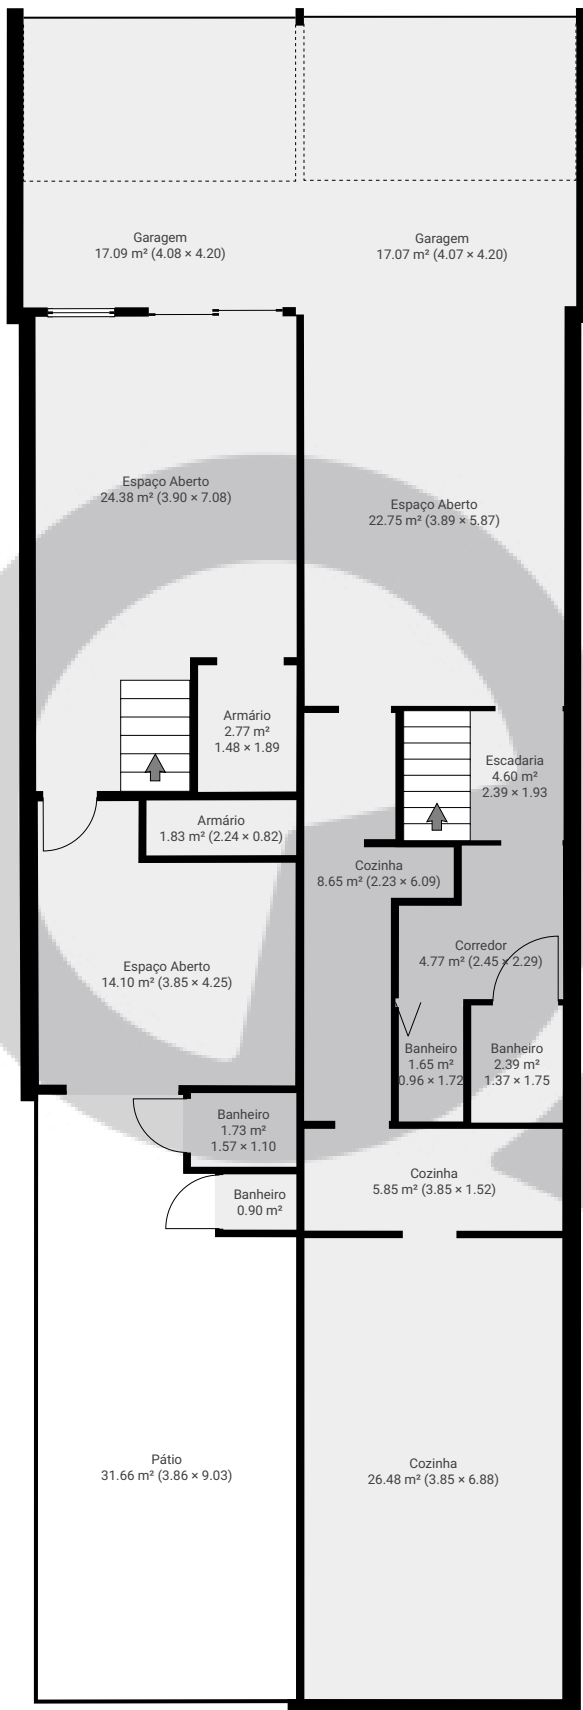 Garagem
17.09 m² (4.08 × 4.20)
Garagem
17.07 m² (4.07 × 4.20)
Espaço Aberto
24.38 m² (3.90 × 7.08)
Espaço Aberto
22.75 m² (3.89 × 5.87)
Armário
2.77 m²
1.48 × 1.89
Escadaria
4.60 m²
2.39 × 1.93
Armário
1.83 m² (2.24 × 0.82)
Cozinha
8.65 m² (2.23 × 6.09)
Corredor
4.77 m² (2.45 × 2.29)
Espaço Aberto
14.10 m² (3.85 × 4.25)
Banheiro
1.65 m²
0.96 × 1.72
Banheiro
2.39 m²
1.37 × 1.75
Banheiro
1.73 m²
1.57 × 1.10
Cozinha
5.85 m² (3.85 × 1.52)
Banheiro
0.90 m²
Pátio
31.66 m² (3.86 × 9.03)
Cozinha
26.48 m² (3.85 × 6.88)